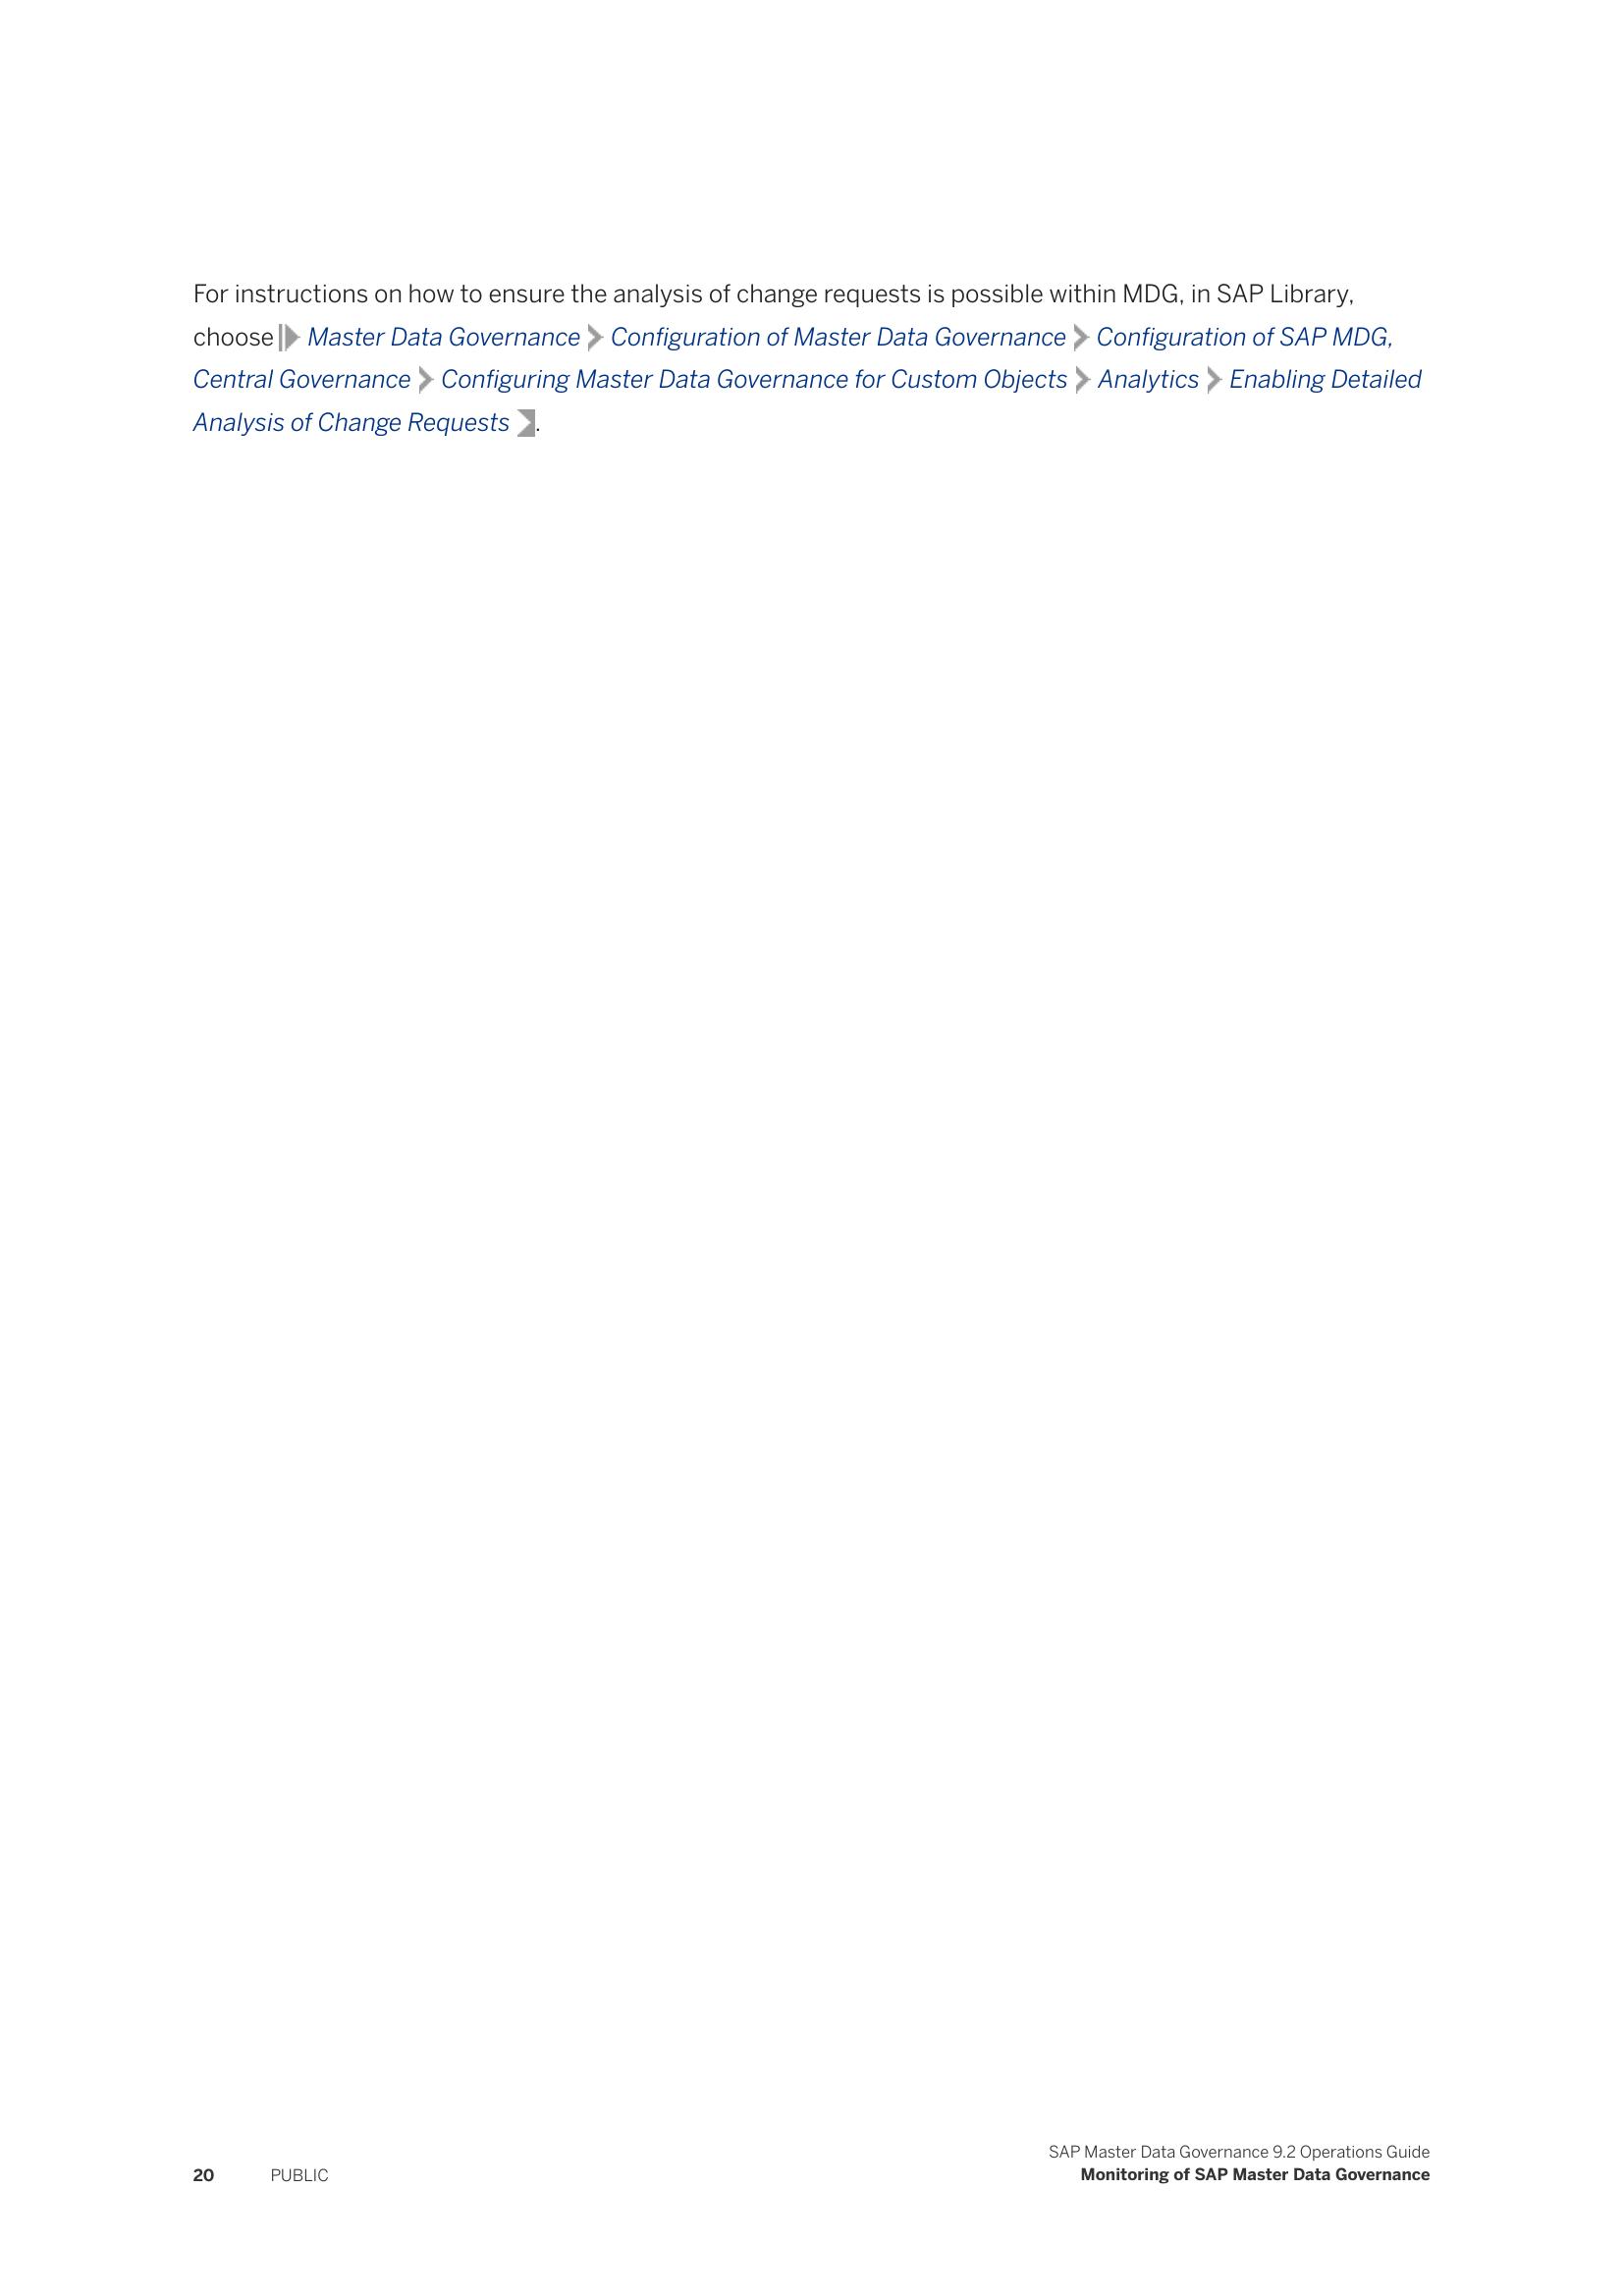 For instructions on how to ensure the analysis of change requests is possible within MDG, in SAP Library,
choose Master Data Governance > Configuration of Master Data Governance > Configuration of SAP MDG,
Central Governance > Configuring Master Data Governance for Custom Objects > Analytics > Enabling Detailed
Analysis of Change Requests .
SAP Master Data Governance 9.2 Operations Guide
20 PUBLIC Monitoring of SAP Master Data Governance